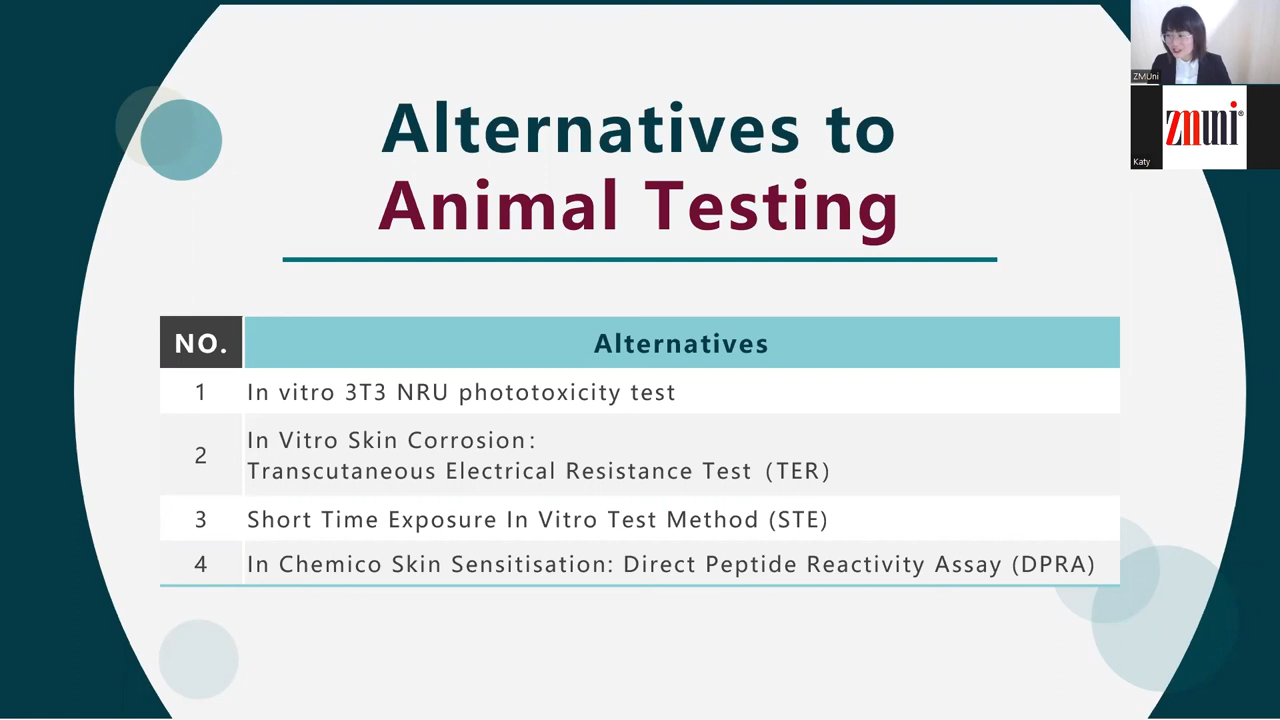 Alternatives to
Animal Testing
NO. Alternatives
1 In vitro 3T3 NRU phototoxicity test
2 In Vitro Skin Corrosion：
Transcutaneous Electrical Resistance Test（TER）
3 Short Time Exposure In Vitro Test Method (STE)
4 In Chemico Skin Sensitisation: Direct Peptide Reactivity Assay (DPRA)
ZMUni
zmuni®
Katy